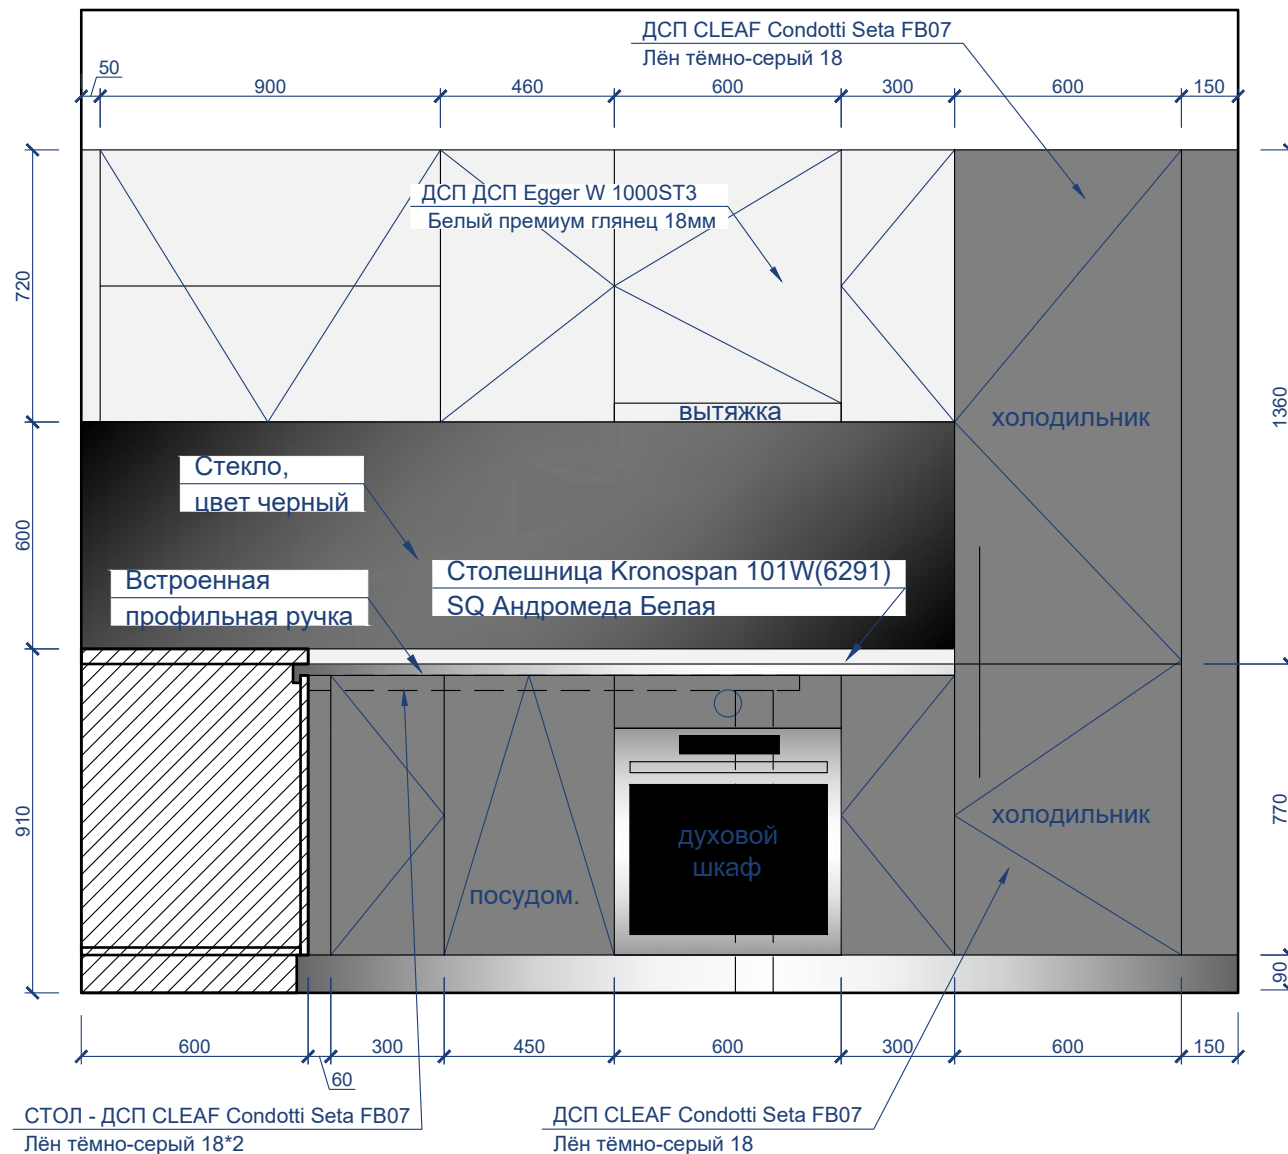 ДСП CLEAF Condotti Seta FB07
Лён тёмно-серый 18
50
900
460
600
300
600
150
ДСП ДСП Egger W 1000ST3
Белый премиум глянец 18мм
720
1360
вытяжка
холодильник
Стекло,
цвет черный
600
Встроенная
профильная ручка
Столешница Kronospan 101W(6291)
SQ Андромеда Белая
910
770
холодильник
духовой
шкаф
посудом.
90
600
60
300
450
600
300
600
150
СТОЛ - ДСП CLEAF Condotti Seta FB07
Лён тёмно-серый 18*2
ДСП CLEAF Condotti Seta FB07
Лён тёмно-серый 18